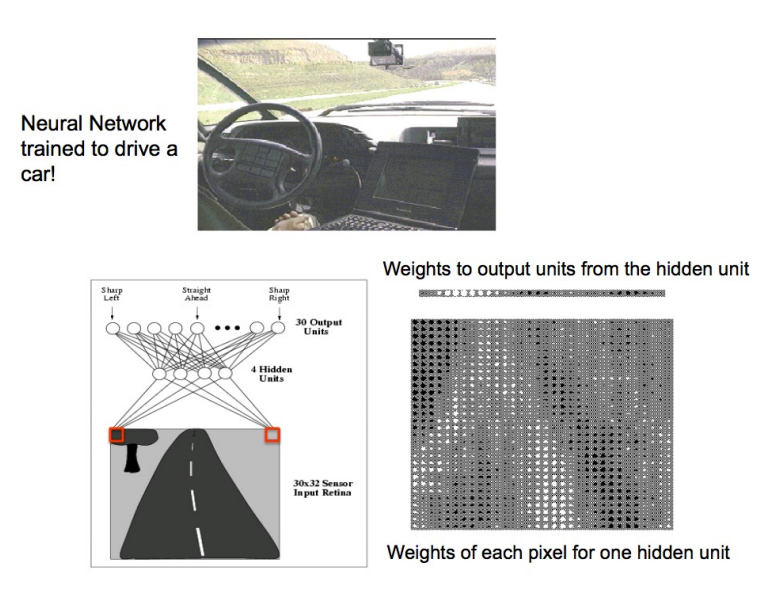 Neural Network
trained to drive a
car!
Weights to output units from the hidden unit
Sharp
Left
Straight
Ahead
Sharp
Right
30 Output
Units
4 Hidden
Units
30x32 Sensor
Input Retina
Weights of each pixel for one hidden unit